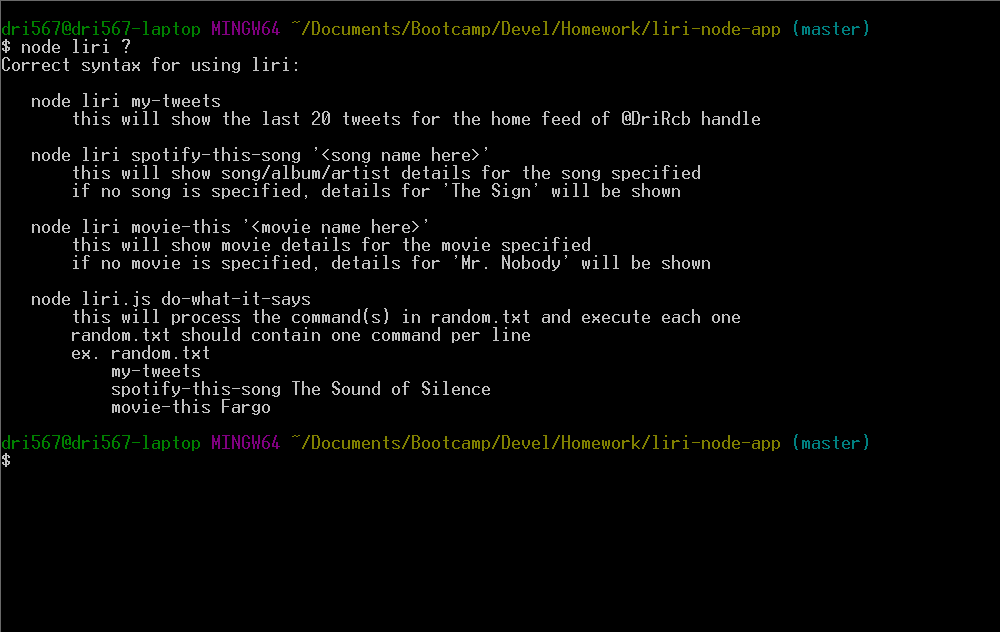 dri567@dri567-laptop MINGW64 ~/Documents/Bootcamp/Devel/Homework/liri-node-app (master)
$ node liri ?
Correct syntax for using liri:
node liri my-tweets
this will show the last 20 tweets for the home feed of @DriRcb handle
node liri spotify-this-song '<song name here>'
this will show song/album/artist details for the song specified
if no song is specified, details for 'The Sign' will be shown
node liri movie-this '<movie name here>'
this will show movie details for the movie specified
if no movie is specified, details for 'Mr. Nobody' will be shown
node liri.js do-what-it-says
this will process the command(s) in random.txt and execute each one
random.txt should contain one command per line
ex. random.txt
my-tweets
spotify-this-song The Sound of Silence
movie-this Fargo
dri567@dri567-laptop MINGW64 ~/Documents/Bootcamp/Devel/Homework/liri-node-app (master)
$